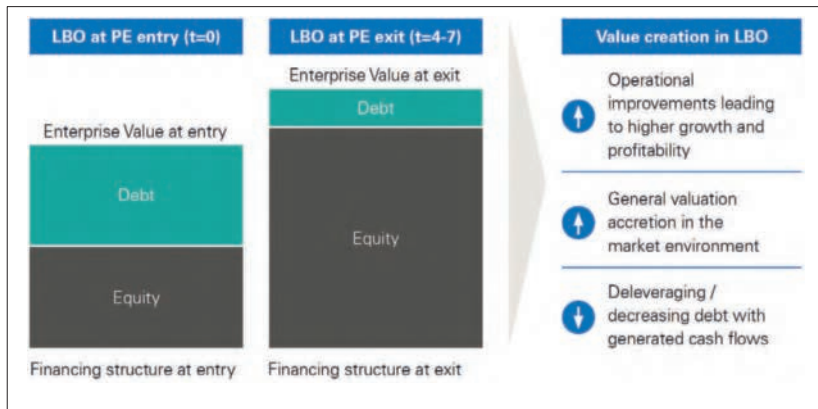 LBO at PE entry (t=0)
LBO at PE exit (t=4-7)
Value creation in LBO
Enterprise Value at entry
Debt
Equity
Financing structure at entry
Enterprise Value at exit
Debt
Equity
Financing structure at exit
Operational
improvements leading
to higher growth and
profitability
General valuation
accretion in the
market environment
Deleveraging /
decreasing debt with
generated cash flows